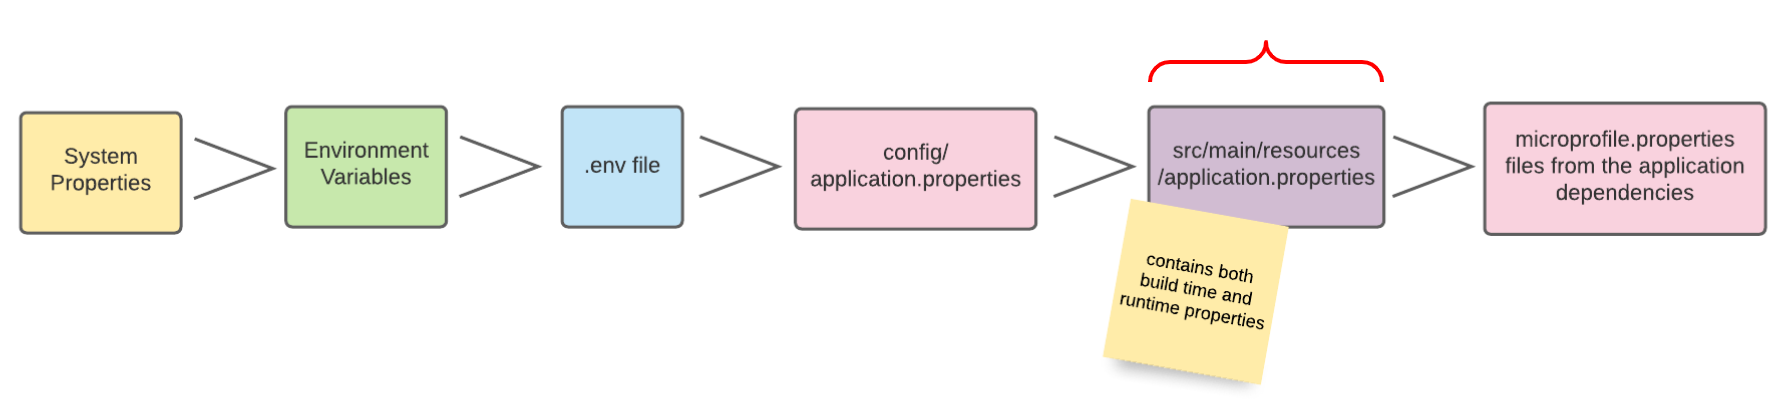 System
Properties
Environment
Variables
.env file
config/
application.properties
src/main/resources
/application.properties
contains both
build time and
runtime properties
microprofile.properties
files from the application
dependencies